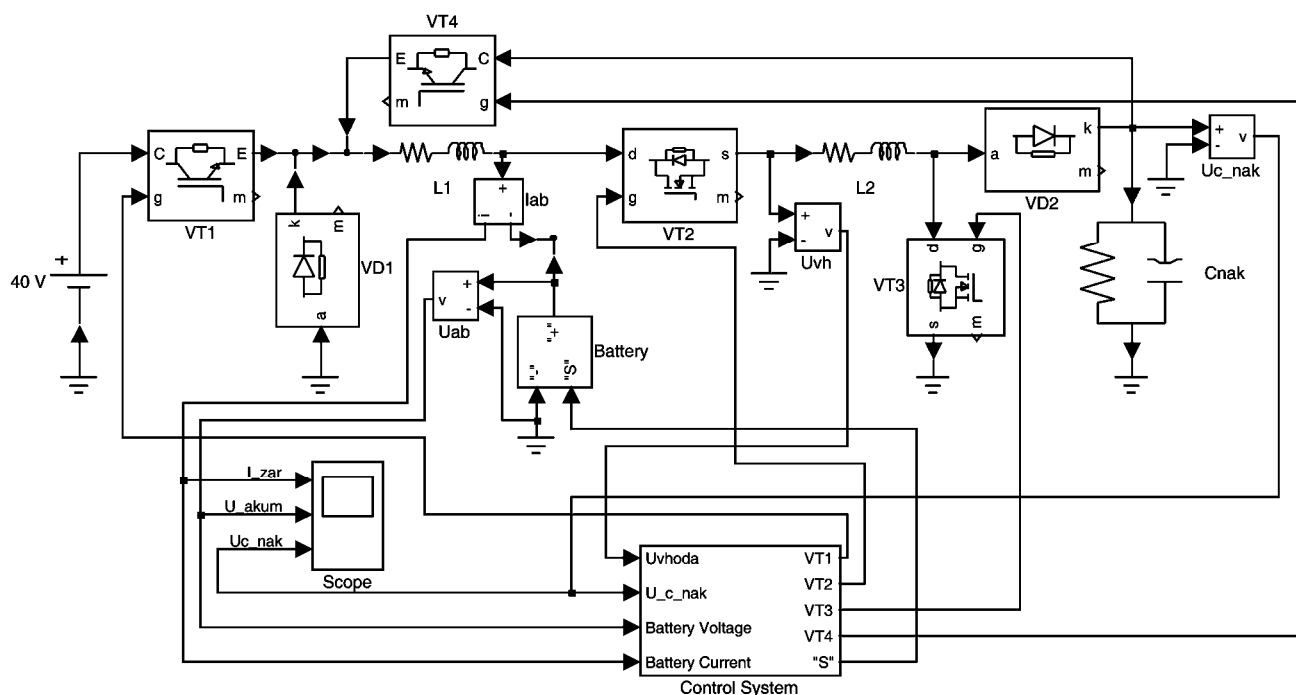 VT4
E
C
m
g
C
E
g
m
VT1
L1
d
s
g
m
VT2
L2
a
k
m
VD2
+
-
v
Uc_nak
+
Iab
i
-
k
m
VD1
a
+
-
v
Uvh
d
g
VT3
s
m
Cnak
+
40 V
+
v
-
Uab
"+"
Battery
"-"
"S"
I_zar
U_akum
Uc_nak
Scope
Uvhoda
VT1
U_c_nak
VT2
VT3
Battery Voltage
VT4
Battery Current
"S"
Control System